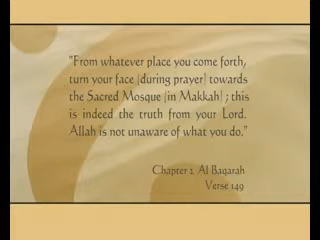 "From whatever place you come forth,
turn your face [during prayer] towards
the Sacred Mosque [in Makkah] ; this
is indeed the truth from your Lord.
Allah is not unaware of what you do."
Chapter 2. Al Baqarah
Verse 149